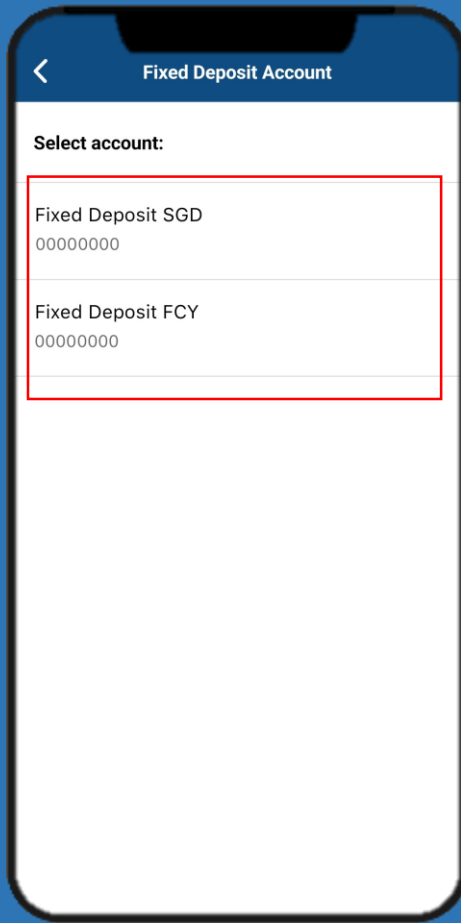 Fixed Deposit Account
Select account:
Fixed Deposit SGD
00000000
Fixed Deposit FCY
00000000